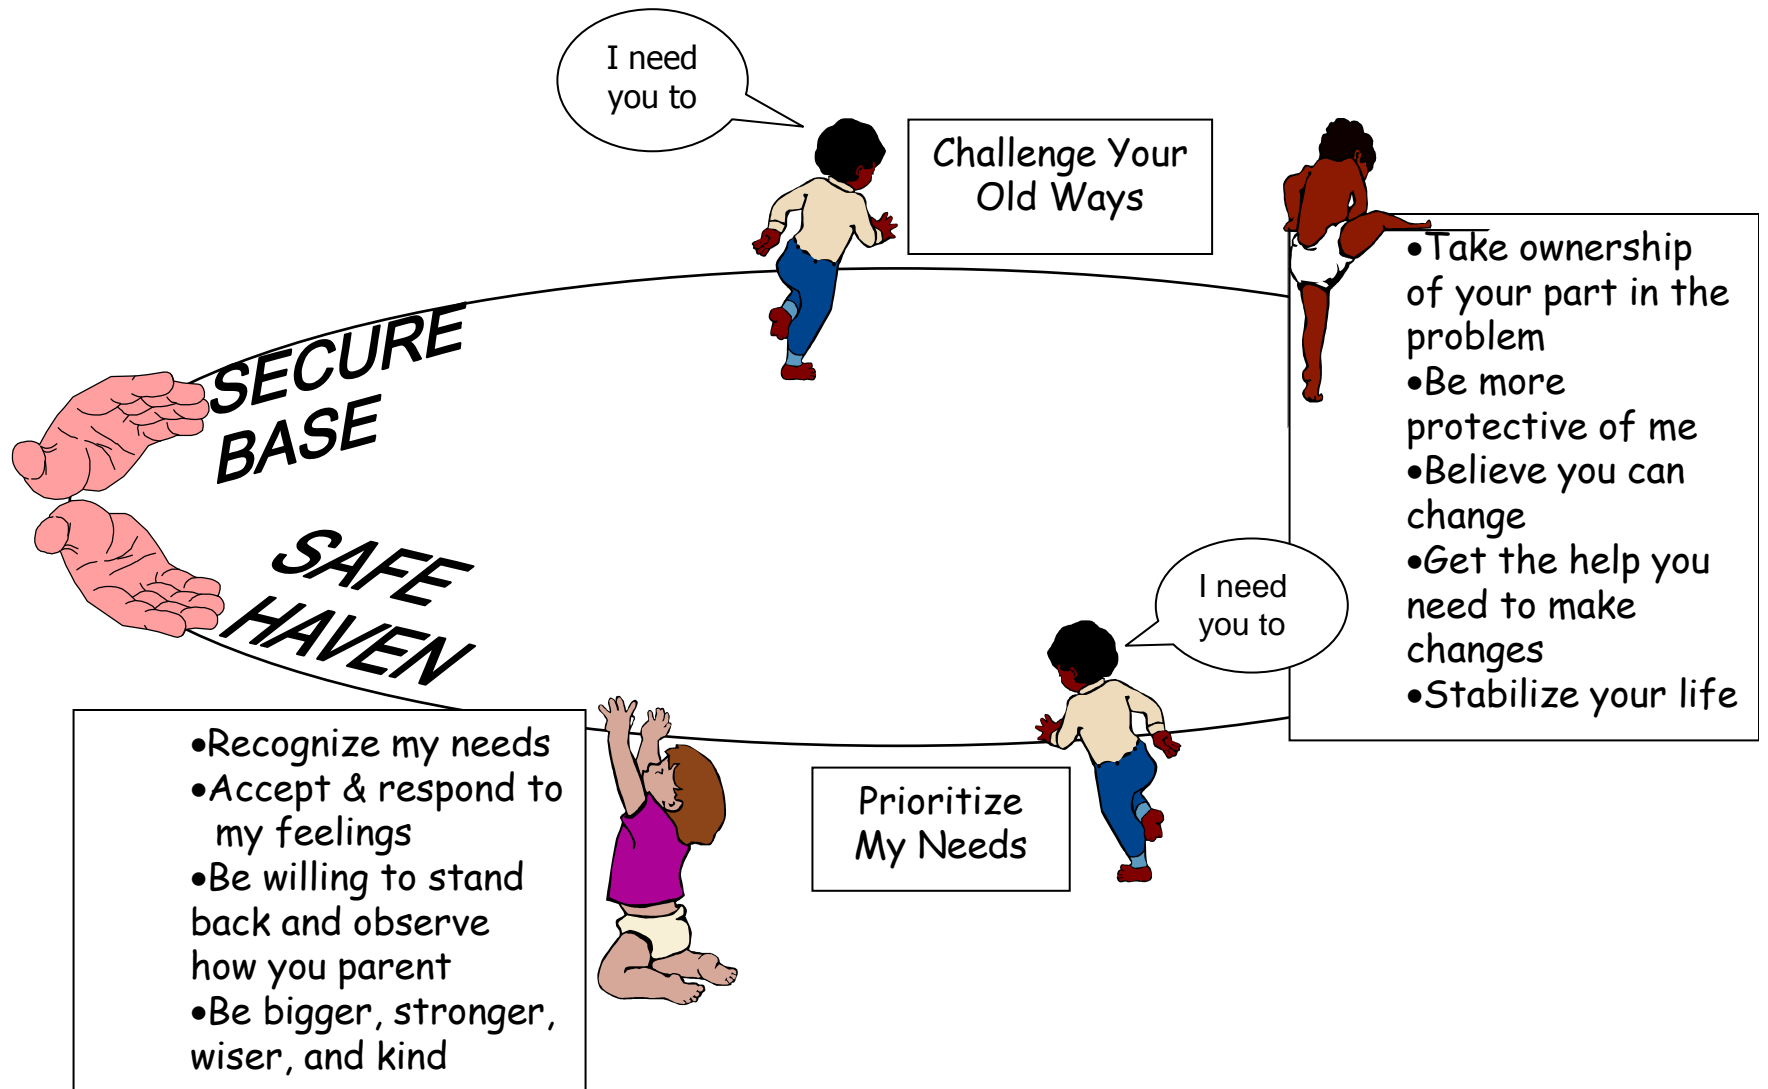 I need
you to
Challenge Your
Old Ways
•Take ownership
of your part in the
problem
•Be more
protective of me
•Believe you can
change
•Get the help you
need to make
changes
•Stabilize your life
SECURE
BASE
SAFE
HAVEN
I need
you to
Prioritize
My Needs
•Recognize my needs
•Accept & respond to
my feelings
•Be willing to stand
back and observe
how you parent
•Be bigger, stronger,
wiser, and kind